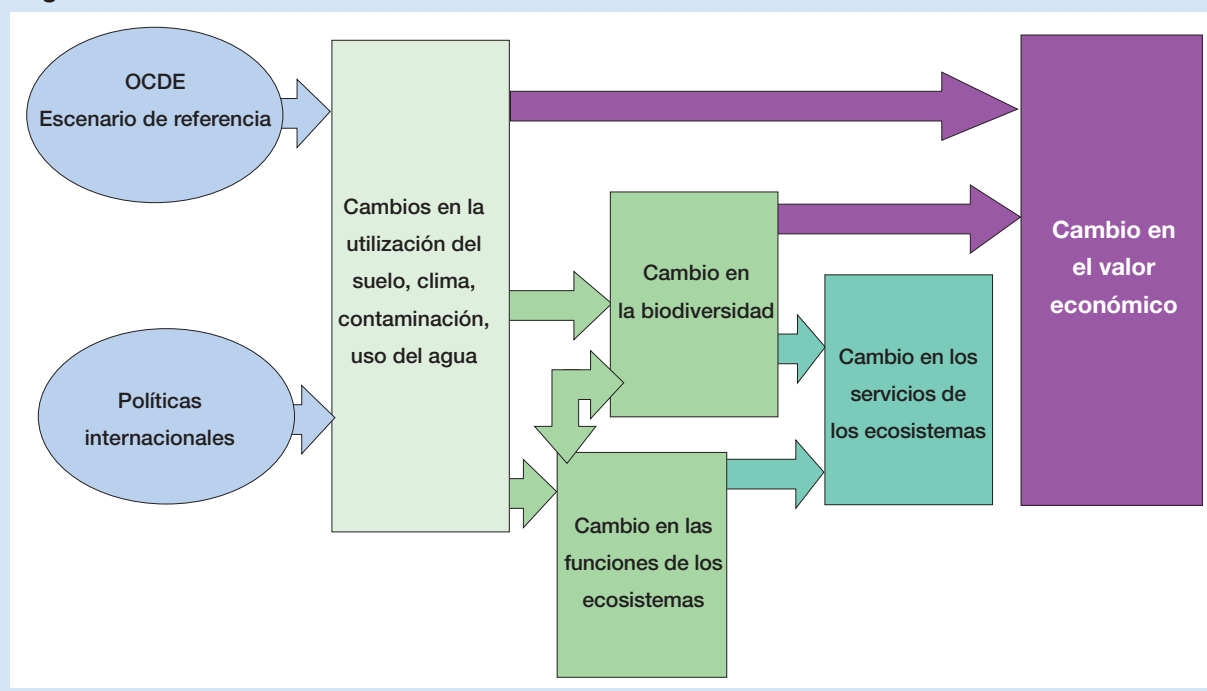 OCDE
Escenario de referencia
Políticas
internacionales
Cambios en la
utilización del
suelo, clima,
contaminación,
uso del agua
Cambio en
la biodiversidad
Cambio en las
funciones de los
ecosistemas
Cambio en los
servicios de
los ecosistemas
Cambio en
el valor
económico